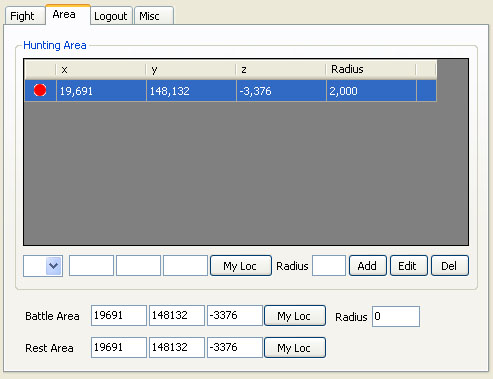 Fight Area Logout Misc
Hunting Area
x y z Radius
19,691 148,132 -3,376 2,000
My Loc Radius Add Edit Del
Battle Area 19691 148132 -3376 My Loc Radius 0
Rest Area 19691 148132 -3376 My Loc